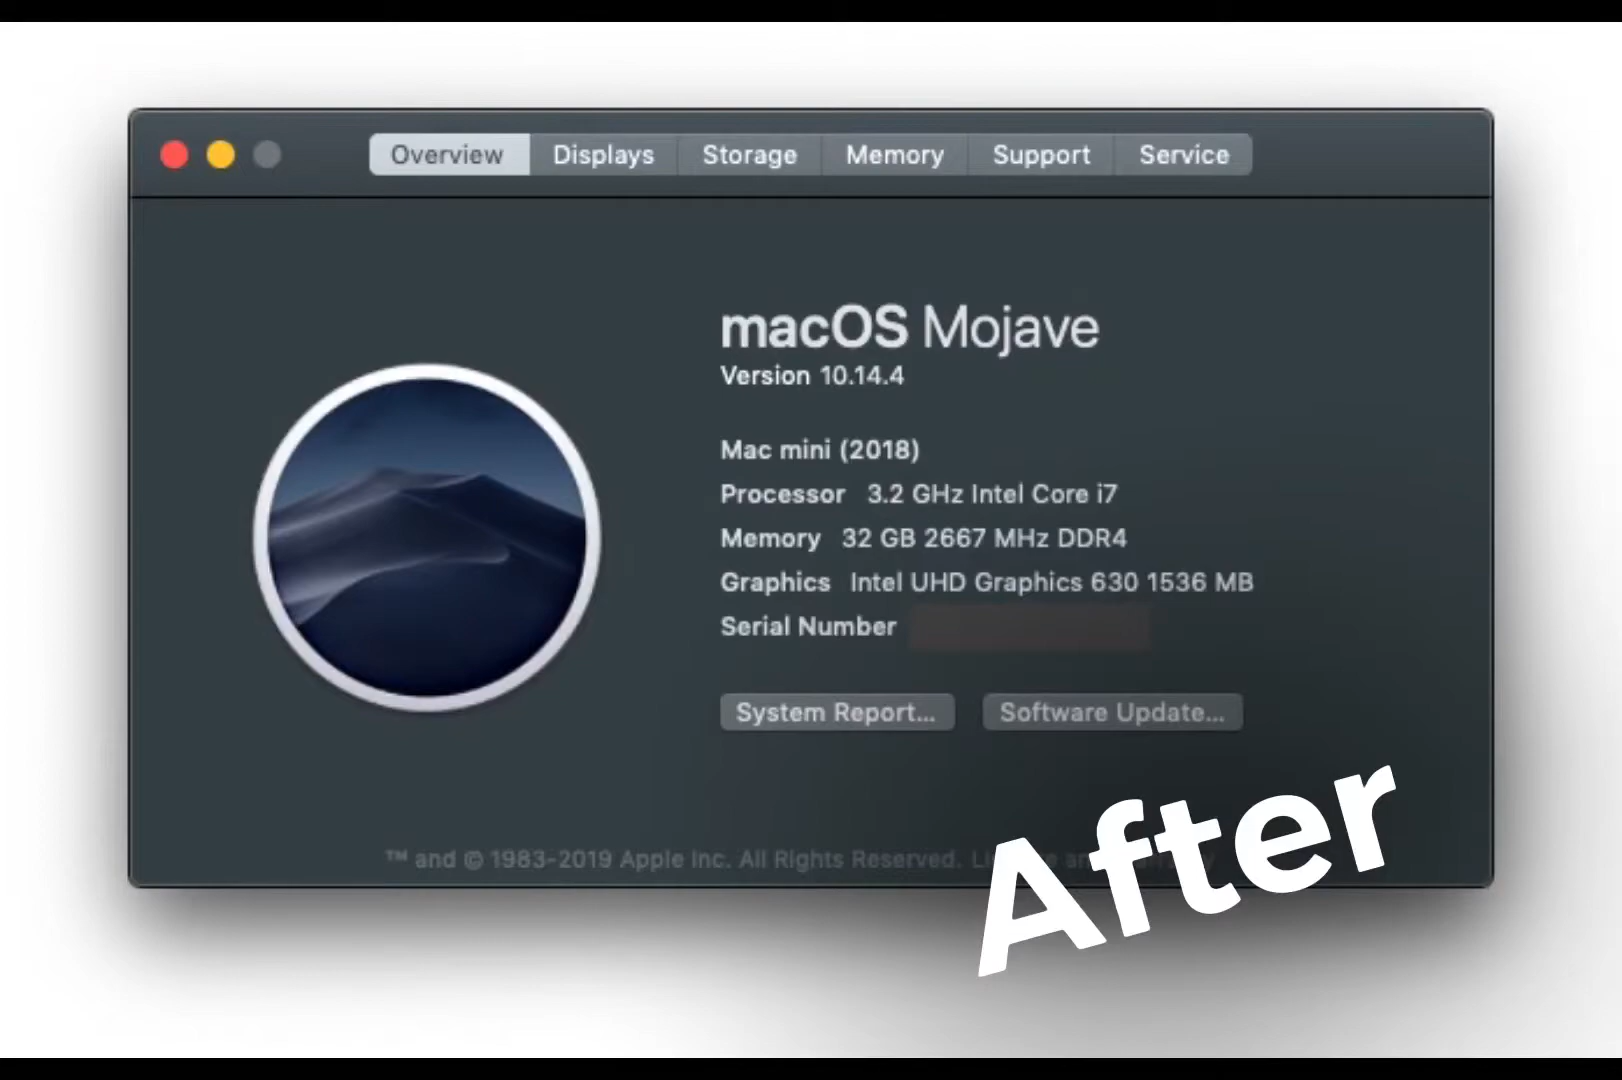 Overview Displays Storage Memory Support Service
macOS Mojave
Version 10.14.4
Mac mini (2018)
Processor 3.2 GHz Intel Core i7
Memory 32 GB 2667 MHz DDR4
Graphics Intel UHD Graphics 630 1536 MB
Serial Number
System Report... Software Update...
™ and © 1983-2019 Apple Inc. All Rights Reserved.
After